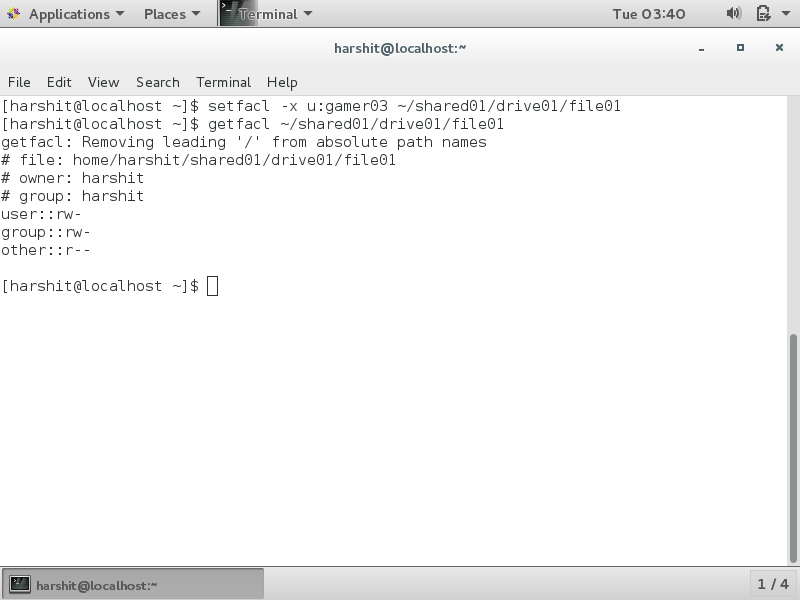 Applications Places Terminal Tue 03:40
harshit@localhost:~
File Edit View Search Terminal Help
[harshit@localhost ~]$ setfacl -x u:gamer03 ~/shared01/drive01/file01
[harshit@localhost ~]$ getfacl ~/shared01/drive01/file01
getfacl: Removing leading '/' from absolute path names
# file: home/harshit/shared01/drive01/file01
# owner: harshit
# group: harshit
user::rw-
group::rw-
other::r--
[harshit@localhost ~]$
harshit@localhost:~ 1 / 4